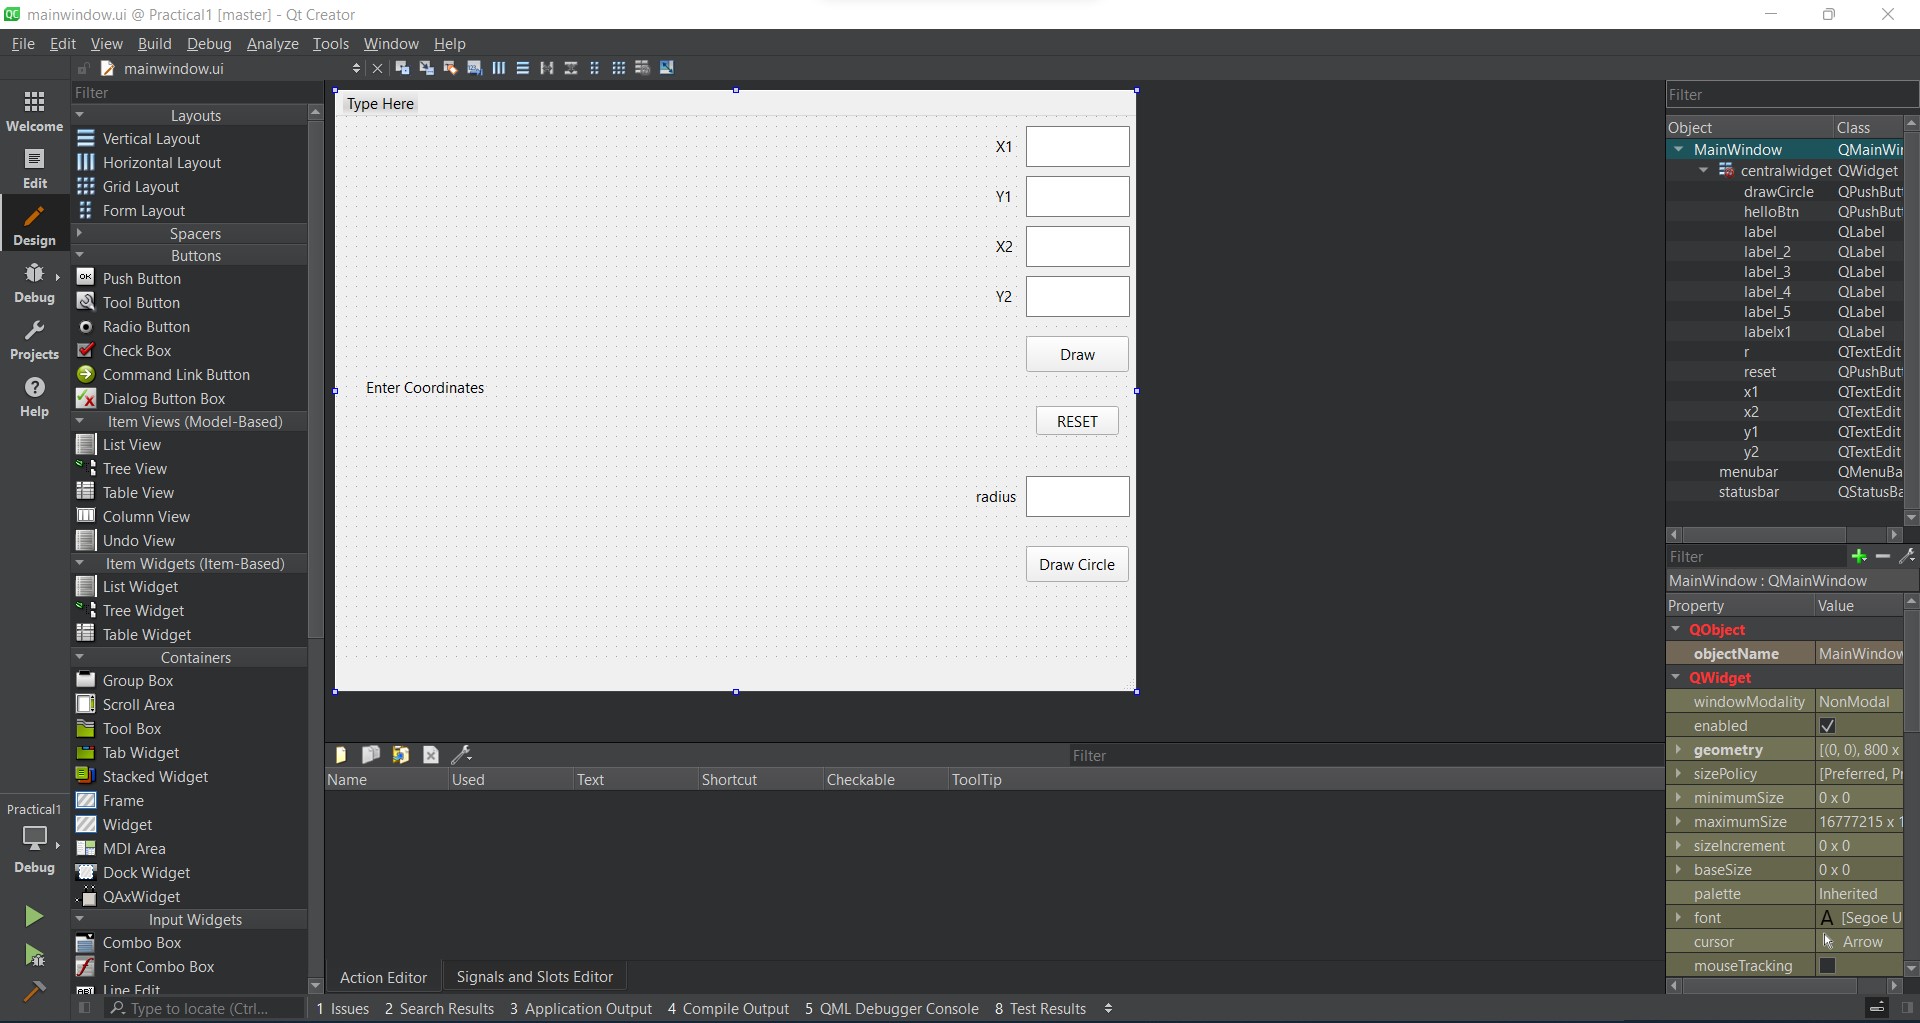 mainwindow.ui @ Practical1 [master] - Qt Creator
File Edit View Build Debug Analyze Tools Window Help
mainwindow.ui
Welcome
Edit
Design
Debug
Projects
Help
Practical1
Debug
Filter
Layouts
Vertical Layout
Horizontal Layout
Grid Layout
Form Layout
Spacers
Buttons
Push Button
Tool Button
Radio Button
Check Box
Command Link Button
Dialog Button Box
Item Views (Model-Based)
List View
Tree View
Table View
Column View
Undo View
Item Widgets (Item-Based)
List Widget
Tree Widget
Table Widget
Containers
Group Box
Scroll Area
Tool Box
Tab Widget
Stacked Widget
Frame
Widget
MDI Area
Dock Widget
QAxWidget
Input Widgets
Combo Box
Font Combo Box
Line Edit
Type Here
X1
Y1
X2
Y2
Draw
Enter Coordinates
RESET
radius
Draw Circle
Filter
Name Used Text Shortcut Checkable ToolTip
Action Editor Signals and Slots Editor
Filter
Object Class
MainWindow QMainWi
centralwidget QWidget
drawCircle QPushBut
helloBtn QPushBut
label QLabel
label_2 QLabel
label_3 QLabel
label_4 QLabel
label_5 QLabel
labelx1 QLabel
r QTextEdit
reset QPushBut
x1 QTextEdit
x2 QTextEdit
y1 QTextEdit
y2 QTextEdit
menubar QMenuBa
statusbar QStatusBa
Filter
MainWindow : QMainWindow
Property Value
QObject
objectName MainWindow
QWidget
windowModality NonModal
enabled
geometry [(0, 0), 800 x
sizePolicy [Preferred, Pr
minimumSize 0 x 0
maximumSize 16777215 x 1
sizeIncrement 0 x 0
baseSize 0 x 0
palette Inherited
font A [Segoe U
cursor Arrow
mouseTracking
Type to locate (Ctrl... 1 Issues 2 Search Results 3 Application Output 4 Compile Output 5 QML Debugger Console 8 Test Results